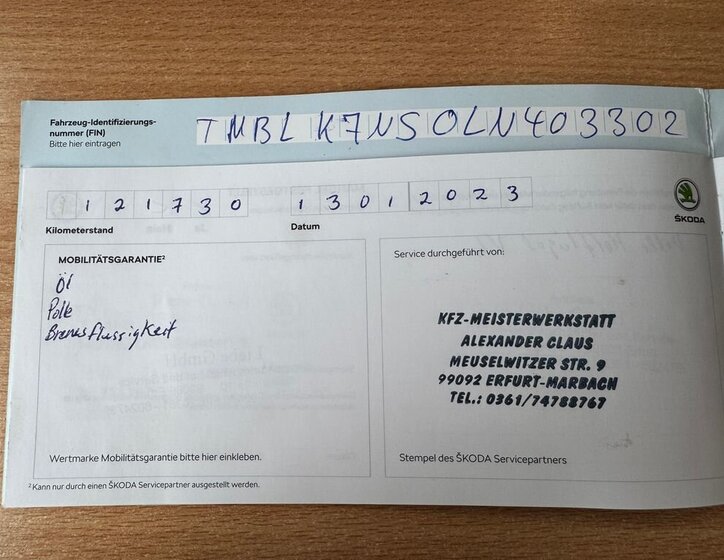 Fahrzeug-Identifizierungs-
nummer (FIN)
Bitte hier eintragen
TMBLK7NS0LN403302
121730
13012023
Kilometerstand
Datum
ŠKODA
MOBILITÄTSGARANTIE²
Öl
Polle
Bremsflussigkeit
Wertmarke Mobilitätsgarantie bitte hier einkleben.
Service durchgeführt von:
KFZ-MEISTERWERKSTATT
ALEXANDER CLAUS
MEUSELWITZER STR. 9
99092 ERFURT-MARBACH
TEL.: 0361/74788767
Stempel des ŠKODA Servicepartners
² Kann nur durch einen ŠKODA Servicepartner ausgestellt werden.